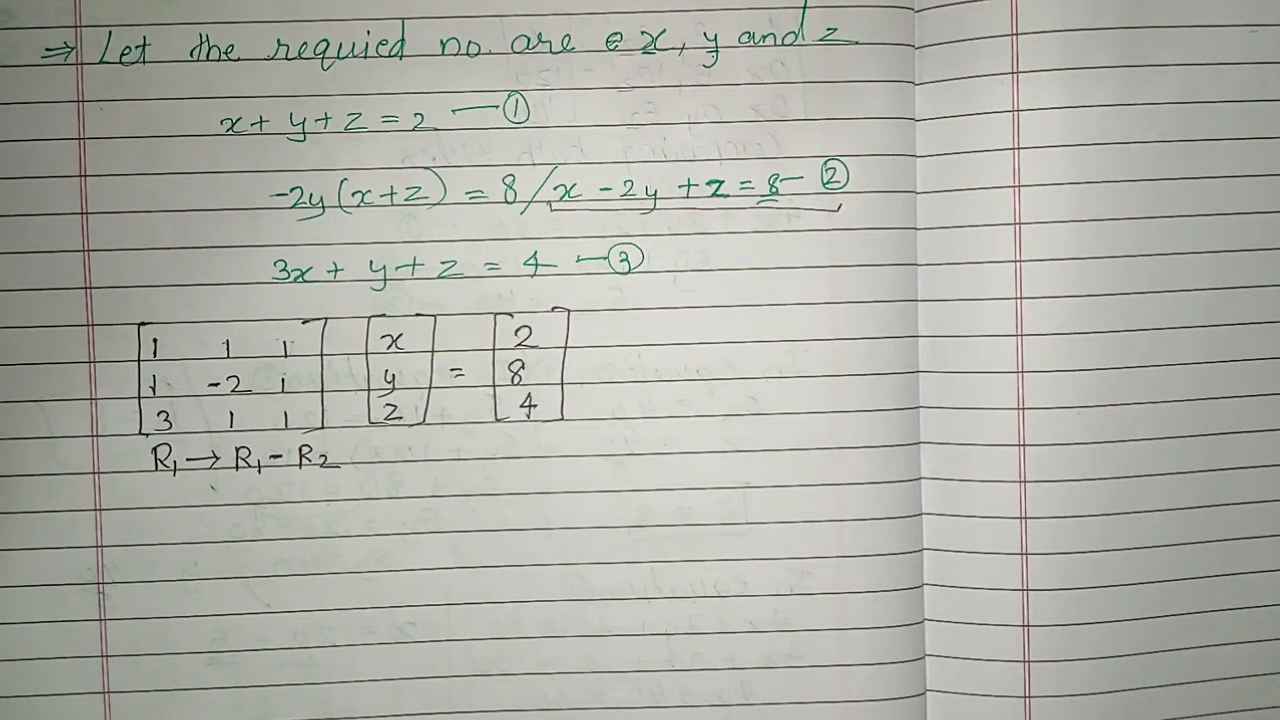 ⇒ Let the requied no. are x, y and z
x + y + z = 2 — ①
-2y (x+z) = 8 / x - 2y + z = 8 — ②
3x + y + z = 4 — ③
[1 1 1] [x] = [2]
[1 -2 1] [y] [8]
[3 1 1] [z] [4]
R₁ → R₁ - R₂